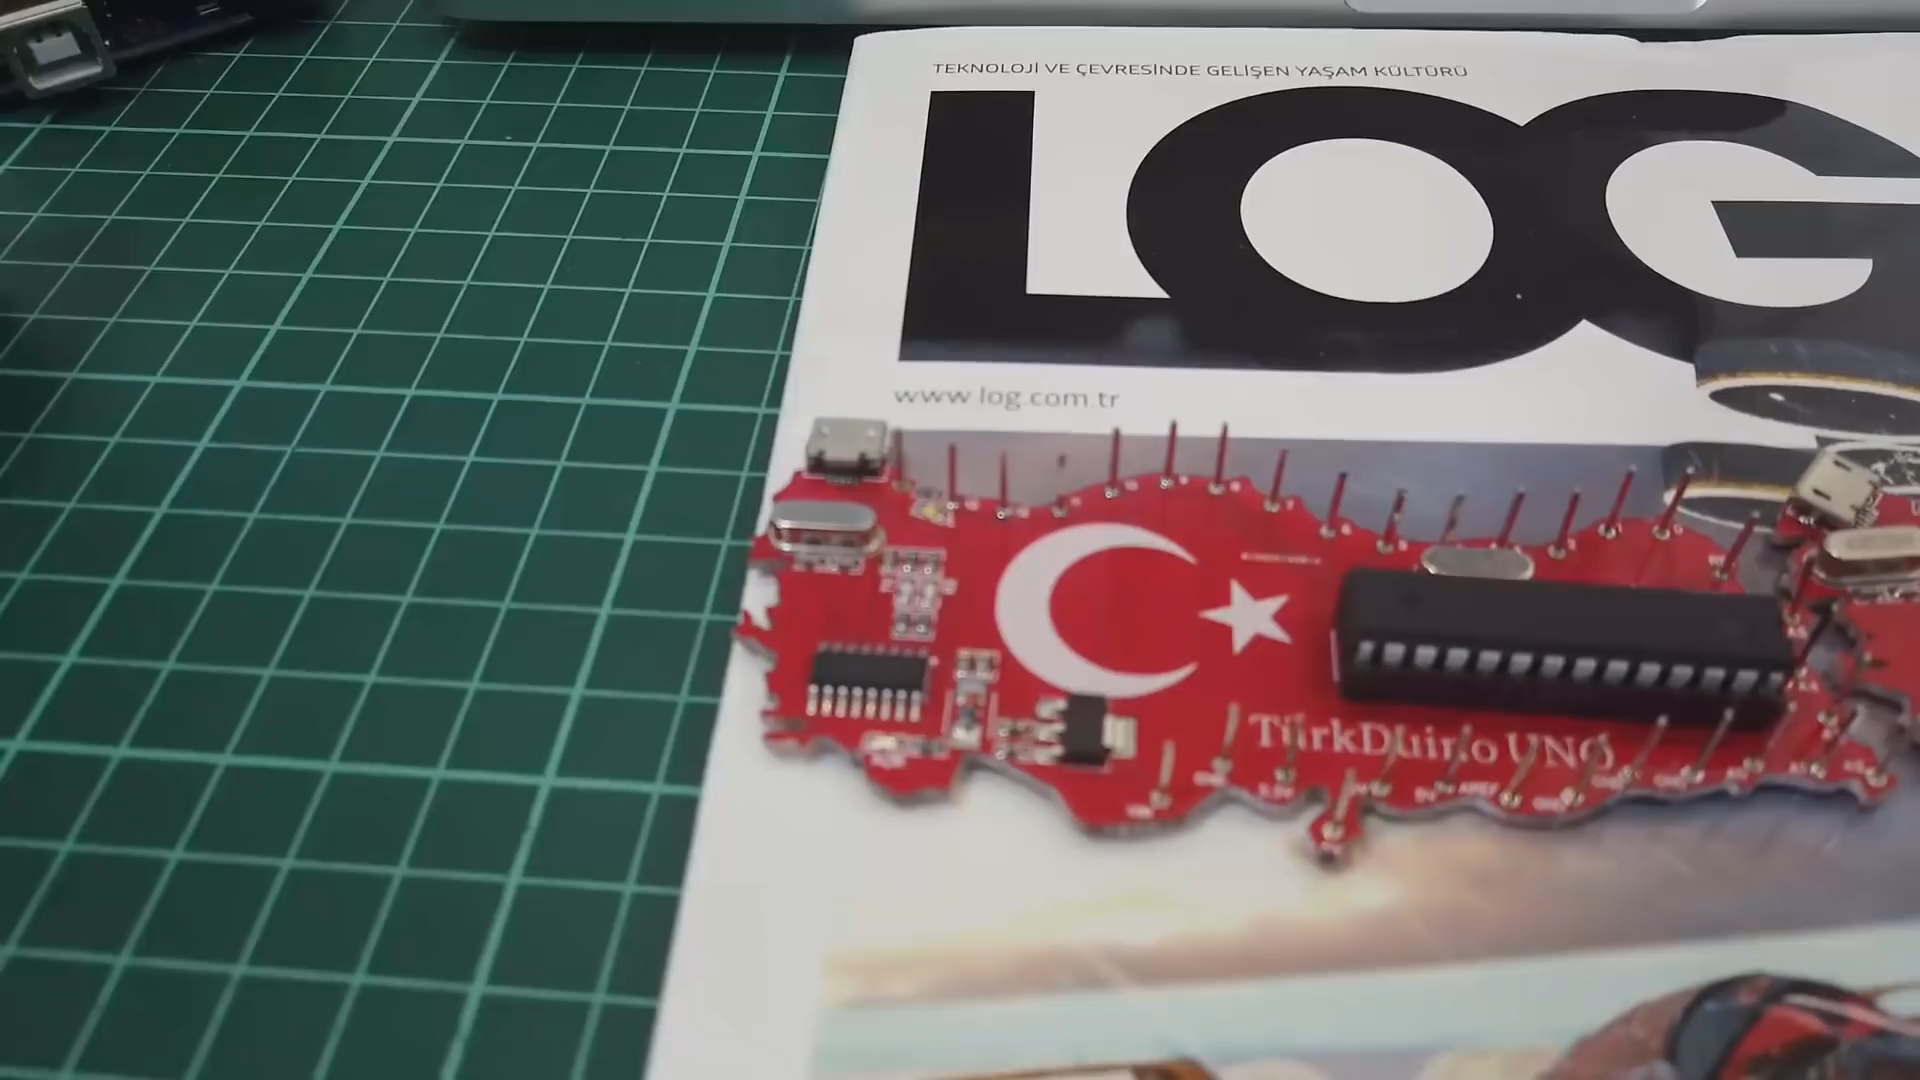 TEKNOLOJİ VE ÇEVRESİNDE GELİŞEN YAŞAM KÜLTÜRÜ
LOG
www.log.com.tr
TürkDuino UNO